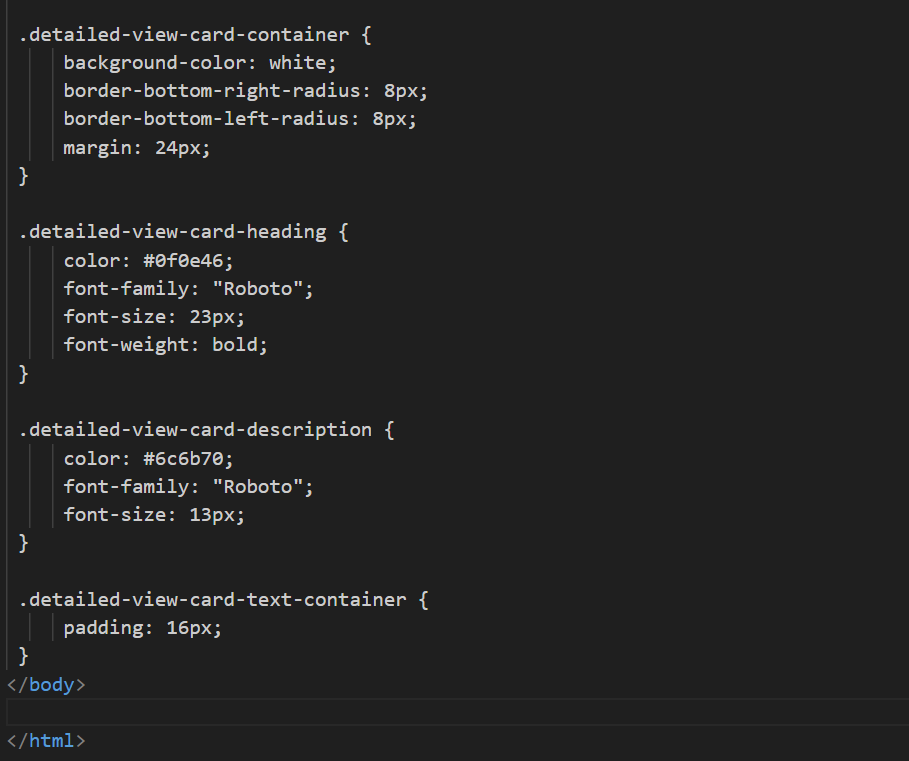 .detailed-view-card-container {
background-color: white;
border-bottom-right-radius: 8px;
border-bottom-left-radius: 8px;
margin: 24px;
}
.detailed-view-card-heading {
color: #0f0e46;
font-family: "Roboto";
font-size: 23px;
font-weight: bold;
}
.detailed-view-card-description {
color: #6c6b70;
font-family: "Roboto";
font-size: 13px;
}
.detailed-view-card-text-container {
padding: 16px;
}
</body>
</html>